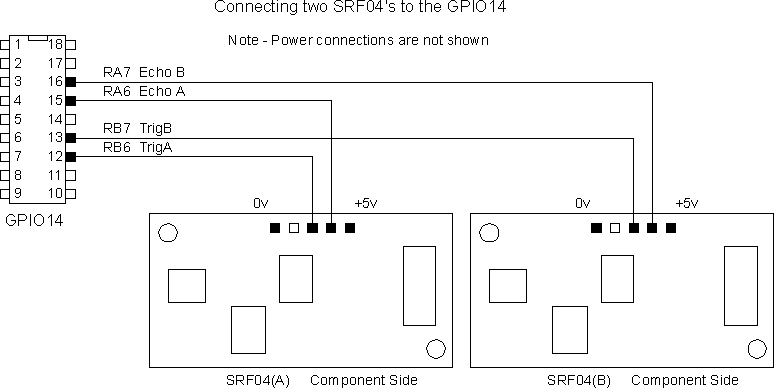 Connecting two SRF04's to the GPIO14
Note - Power connections are not shown
1 18
2 17
3 16
4 15
5 14
6 13
7 12
8 11
9 10
GPIO14
RA7 Echo B
RA6 Echo A
RB7 TrigB
RB6 TrigA
0v +5v
0v +5v
SRF04(A) Component Side
SRF04(B) Component Side